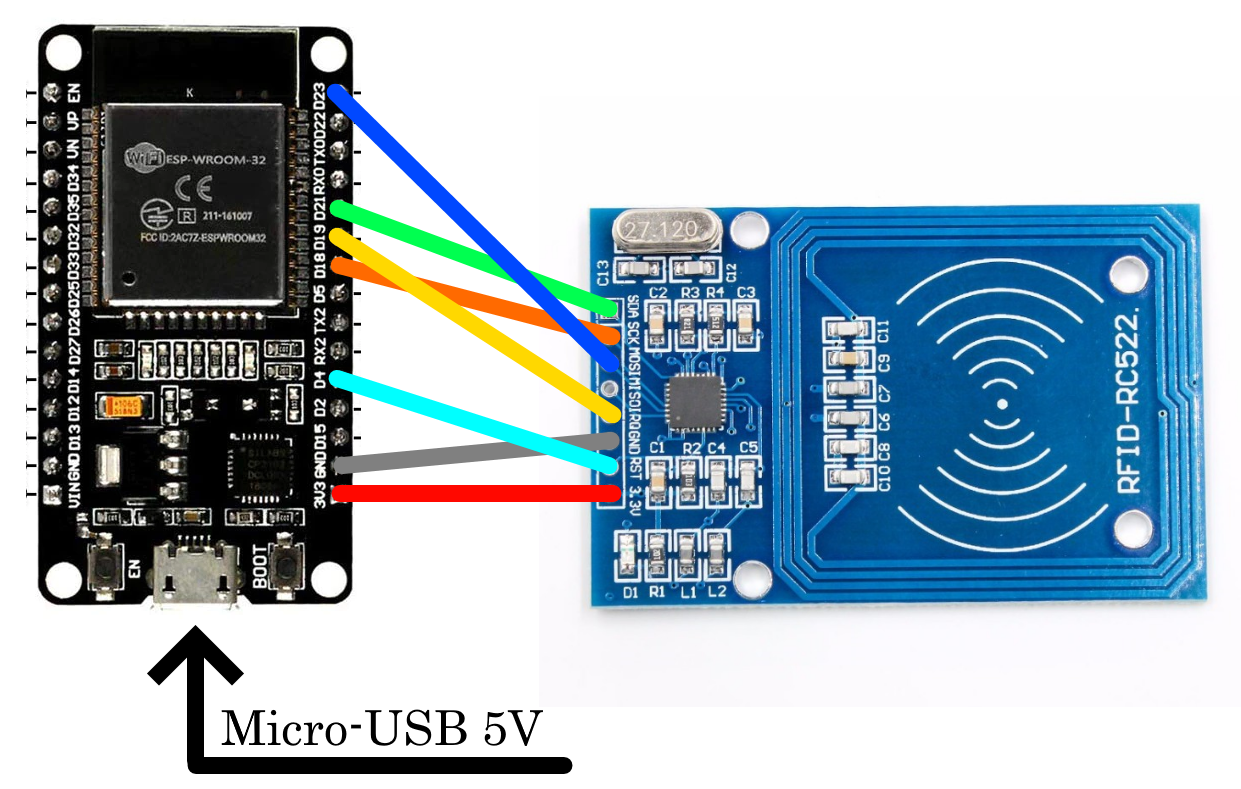 EN
VP
VN
D34
D35
D32
D33
D25
D26
D27
D14
D12
D13
GND
VIN
K
WiFi ESP-WROOM-32
CE
R 211-161007
FCC ID:2AC7Z-ESPWROOM32
D23
D22
TX0
RX0
D21
D19
D18
D5
TX2
RX2
D4
D2
D15
GND
3V3
EN
BOOT
27.120
C13
C12
SDA
SCK
MOSI
MISO
IRQ
GND
RST
3.3V
C2 R3 R4 C3
C1 R2 C4 C5
D1 R1 L1 L2
C11
C9
C7
C6
C8
C10
RFID-RC522.
Micro-USB 5V